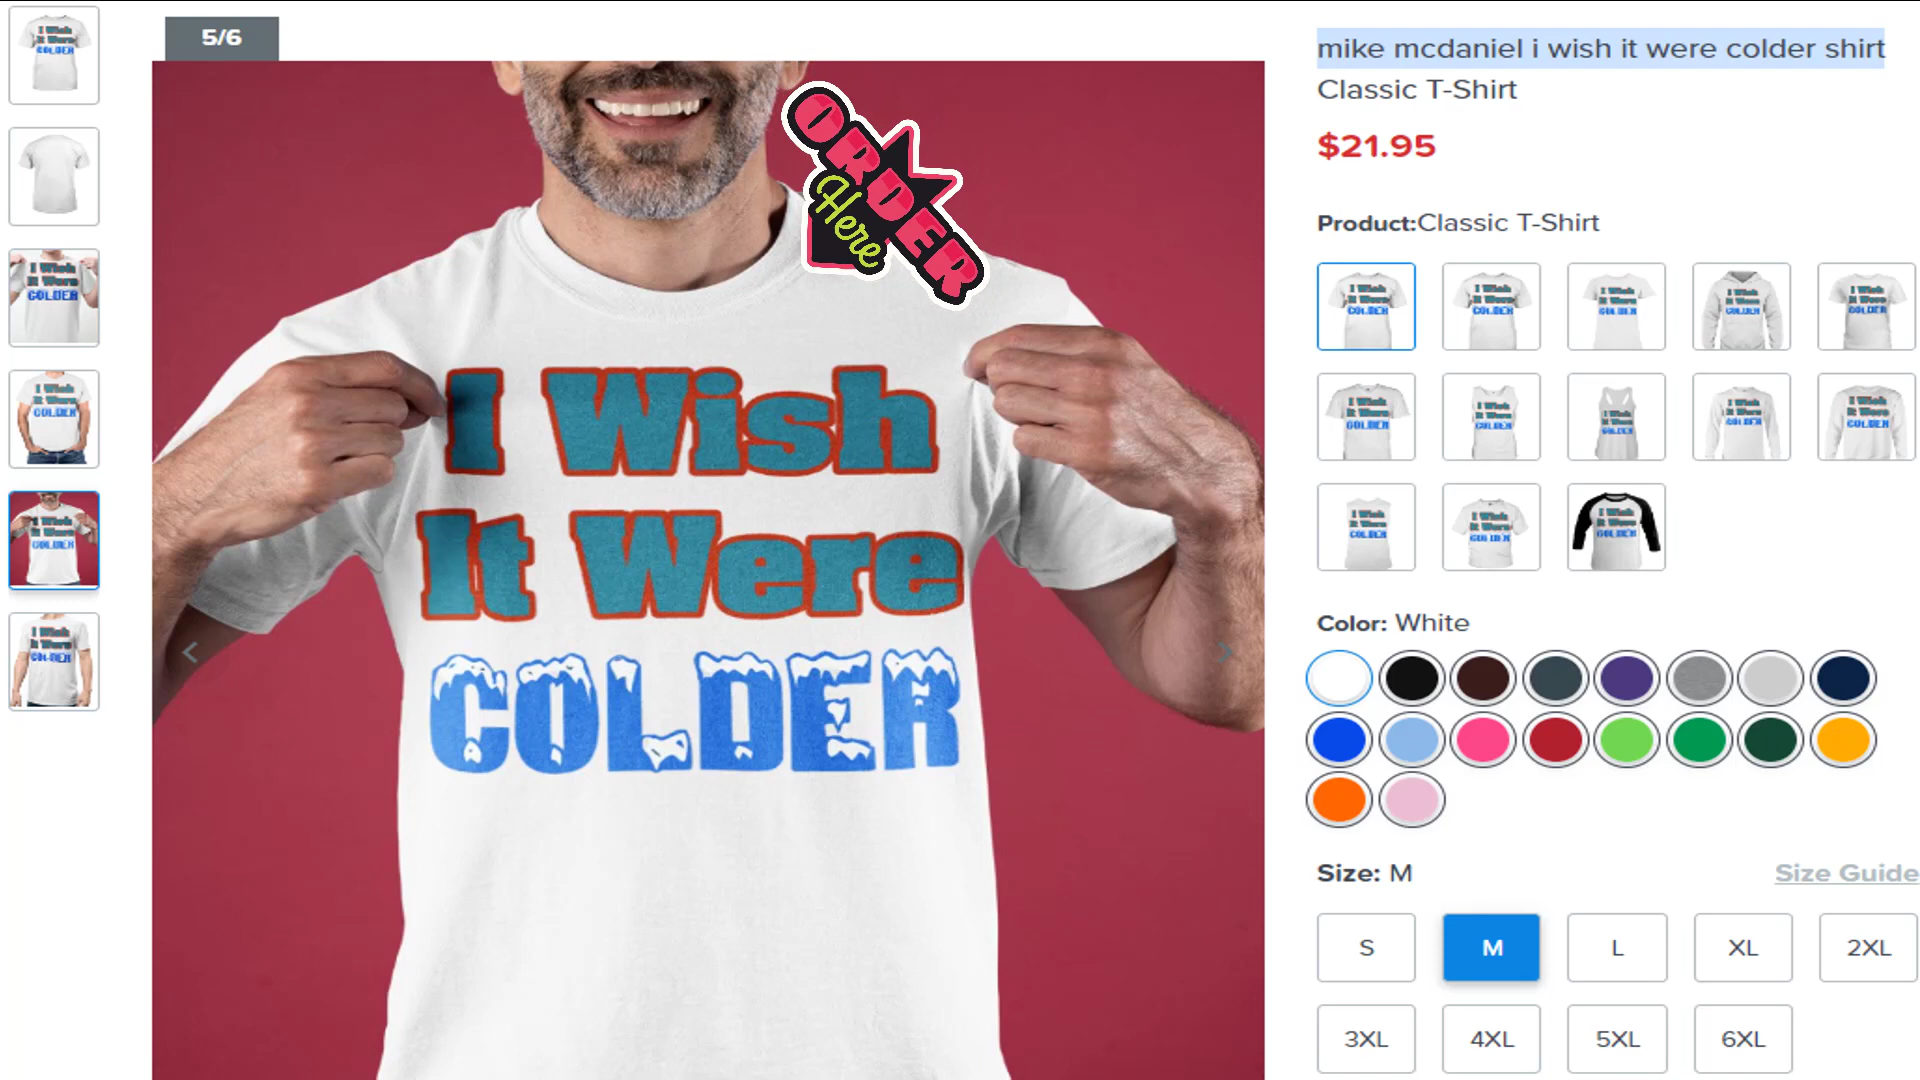 5/6
ORDER
Here
I Wish
It Were
COLDER
mike mcdaniel i wish it were colder shirt
Classic T-Shirt
$21.95
Product:Classic T-Shirt
Color: White
Size: M
Size Guide
S
M
L
XL
2XL
3XL
4XL
5XL
6XL